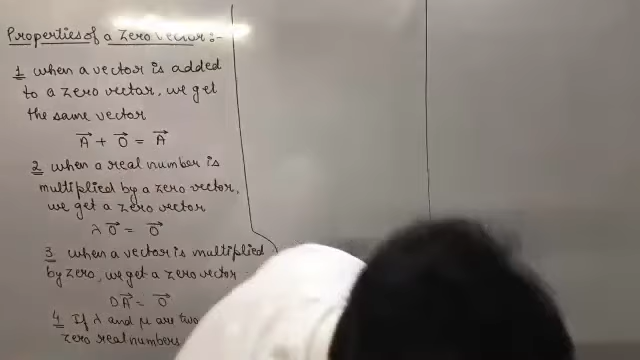 Properties of a Zero Vector:-
1 when a vector is added
to a zero vector, we get
the same vector
A⃗ + 0⃗ = A⃗
2 when a real number is
multiplied by a zero vector,
we get a zero vector
λ 0⃗ = 0⃗
3 when a vector is multiplied
by zero, we get a zero vector
0A⃗ = 0⃗
4 If λ and μ are two
zero real numbers